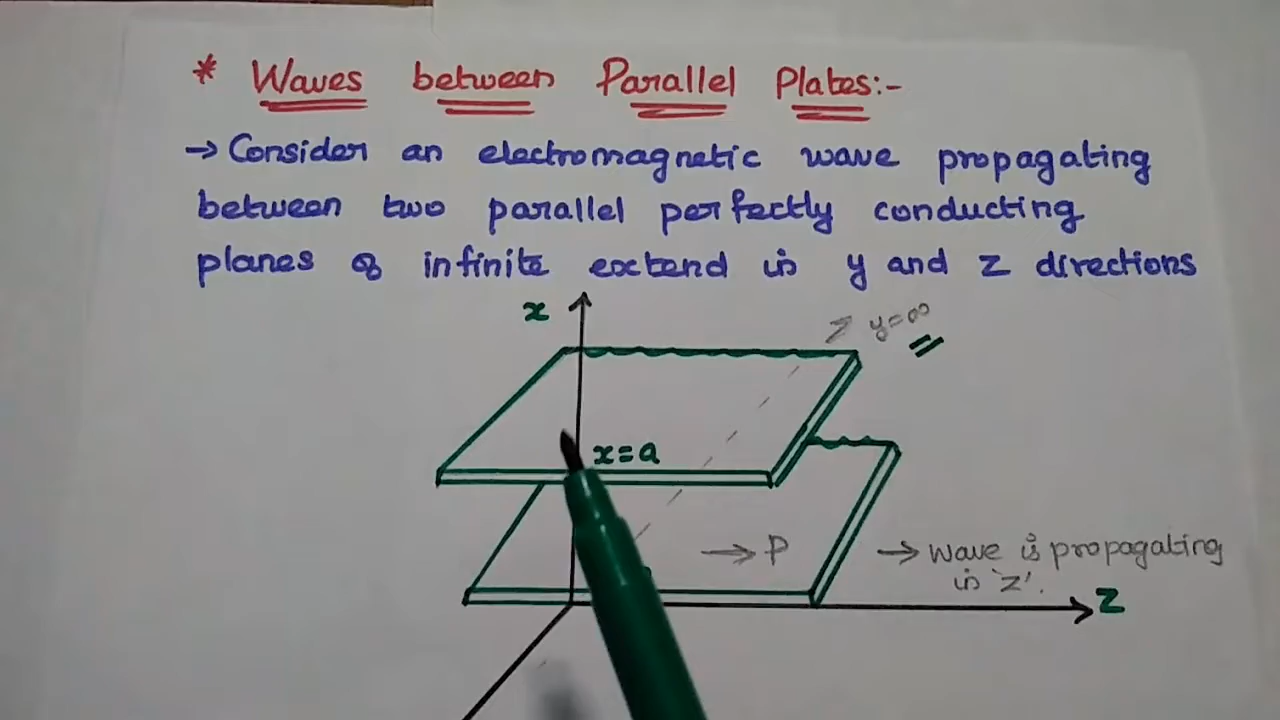 * Waves between Parallel Plates:-
→ Consider an electromagnetic wave propagating
between two parallel perfectly conducting
planes of infinite extend in y and z directions
x
y=∞
x=a
→ P
→ wave is propagating
in 'z'.
z